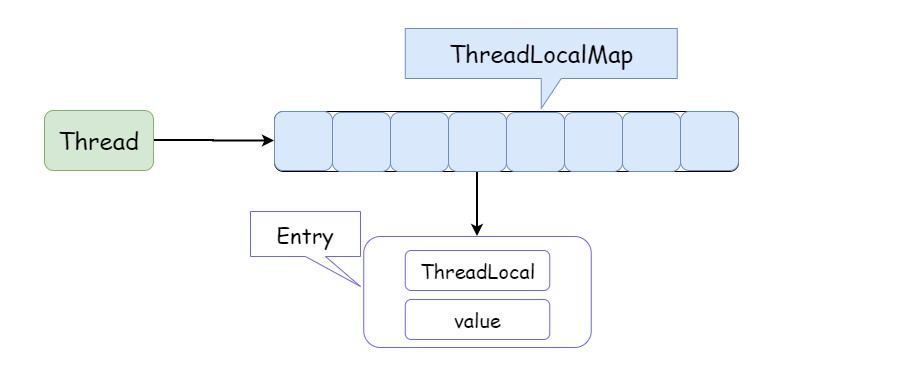 ThreadLocalMap
Thread
Entry
ThreadLocal
value